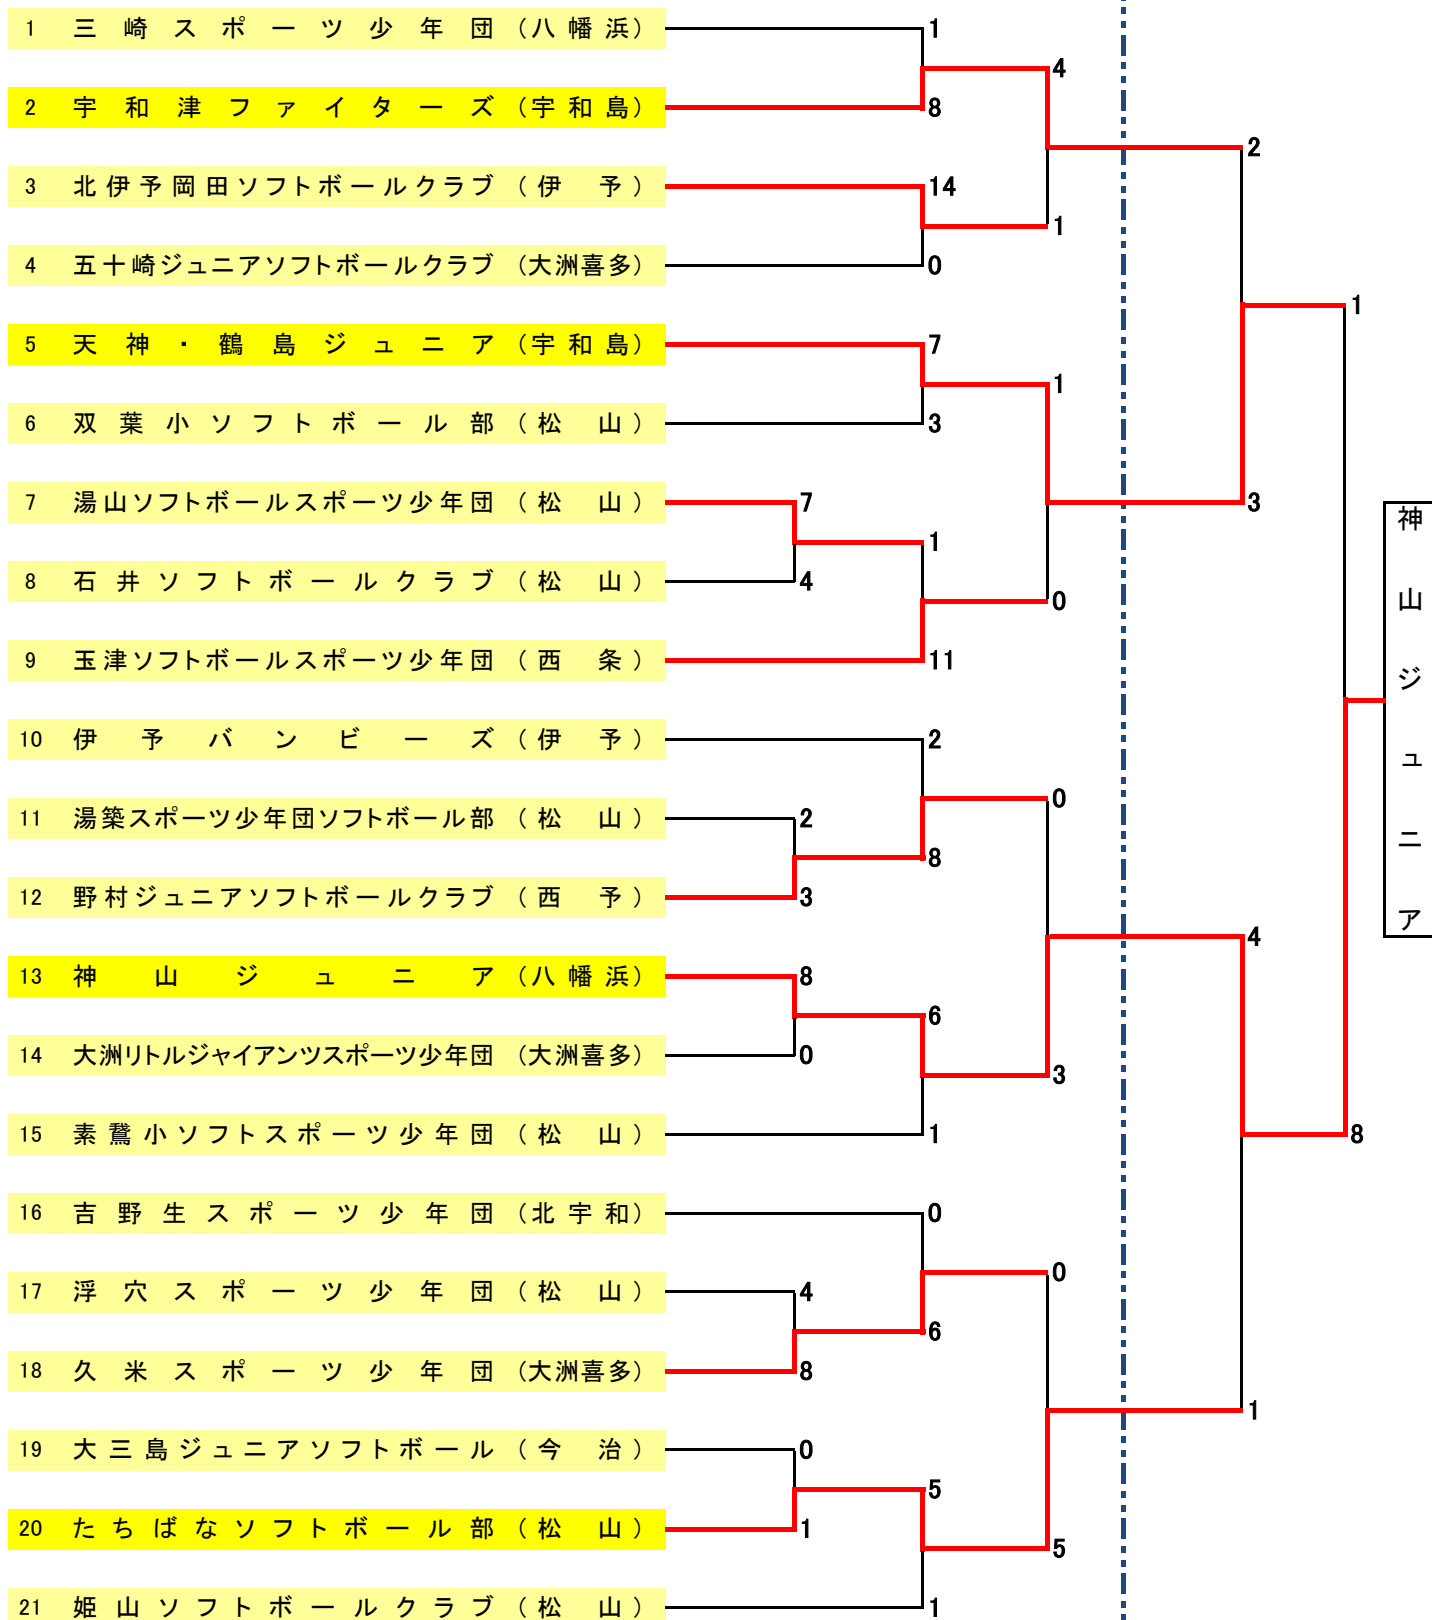 1 三崎スポーツ少年団 (八幡浜) 1
4
2 宇和津ファイターズ (宇和島) 8
2
3 北伊予岡田ソフトボールクラブ (伊予) 14
1
4 五十崎ジュニアソフトボールクラブ (大洲喜多) 0
1
5 天神・鶴島ジュニア (宇和島) 7
1
6 双葉小ソフトボール部 (松山) 3
7 湯山ソフトボールスポーツ少年団 (松山) 7
3
1
8 石井ソフトボールクラブ (松山) 4
0
9 玉津ソフトボールスポーツ少年団 (西条) 11
神山ジュニア
10 伊予バンビーズ (伊予) 2
0
11 湯築スポーツ少年団ソフトボール部 (松山) 2
8
12 野村ジュニアソフトボールクラブ (西予) 3
4
13 神山ジュニア (八幡浜) 8
6
14 大洲リトルジャイアンツスポーツ少年団 (大洲喜多) 0
3
15 素鵞小ソフトスポーツ少年団 (松山) 1
8
16 吉野生スポーツ少年団 (北宇和) 0
0
17 浮穴スポーツ少年団 (松山) 4
6
18 久米スポーツ少年団 (大洲喜多) 8
1
19 大三島ジュニアソフトボール (今治) 0
5
20 たちばなソフトボール部 (松山) 1
5
21 姫山ソフトボールクラブ (松山) 1